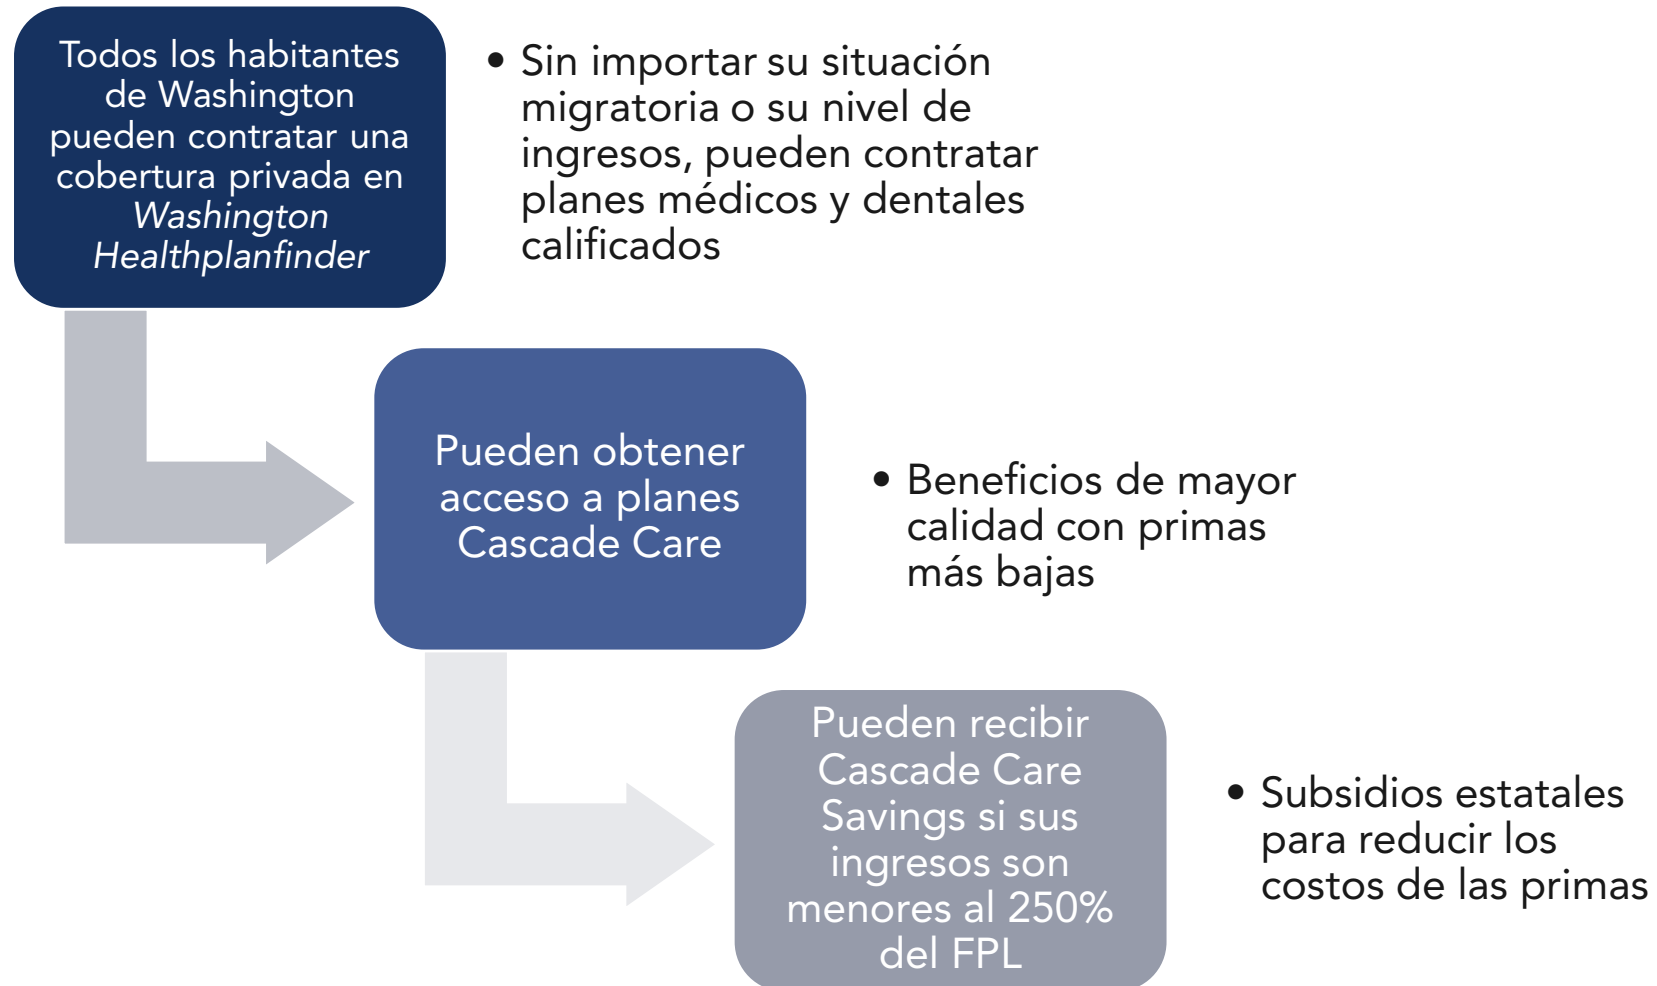 Todos los habitantes
de Washington
pueden contratar una
cobertura privada en
Washington
Healthplanfinder
• Sin importar su situación
migratoria o su nivel de
ingresos, pueden contratar
planes médicos y dentales
calificados
Pueden obtener
acceso a planes
Cascade Care
• Beneficios de mayor
calidad con primas
más bajas
Pueden recibir
Cascade Care
Savings si sus
ingresos son
menores al 250%
del FPL
• Subsidios estatales
para reducir los
costos de las primas